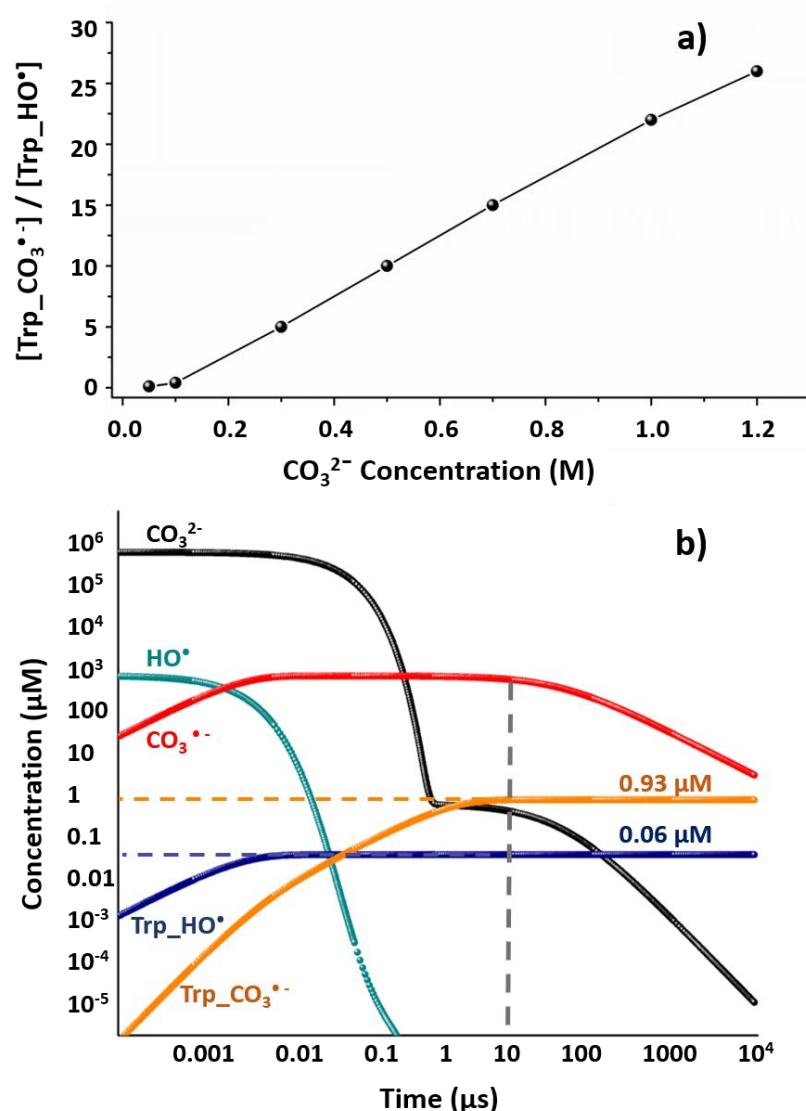 a)
[Trp_CO₃•⁻] / [Trp_HO•]
30
25
20
15
10
5
0
0.0 0.2 0.4 0.6 0.8 1.0 1.2
CO₃²⁻ Concentration (M)
b)
Concentration (µM)
10⁶
10⁵
10⁴
10³
100
10
1
0.1
0.01
10⁻³
10⁻⁴
10⁻⁵
CO₃²⁻
HO•
CO₃•⁻
0.93 µM
0.06 µM
Trp_HO•
Trp_CO₃•⁻
0.001 0.01 0.1 1 10 100 1000 10⁴
Time (µs)